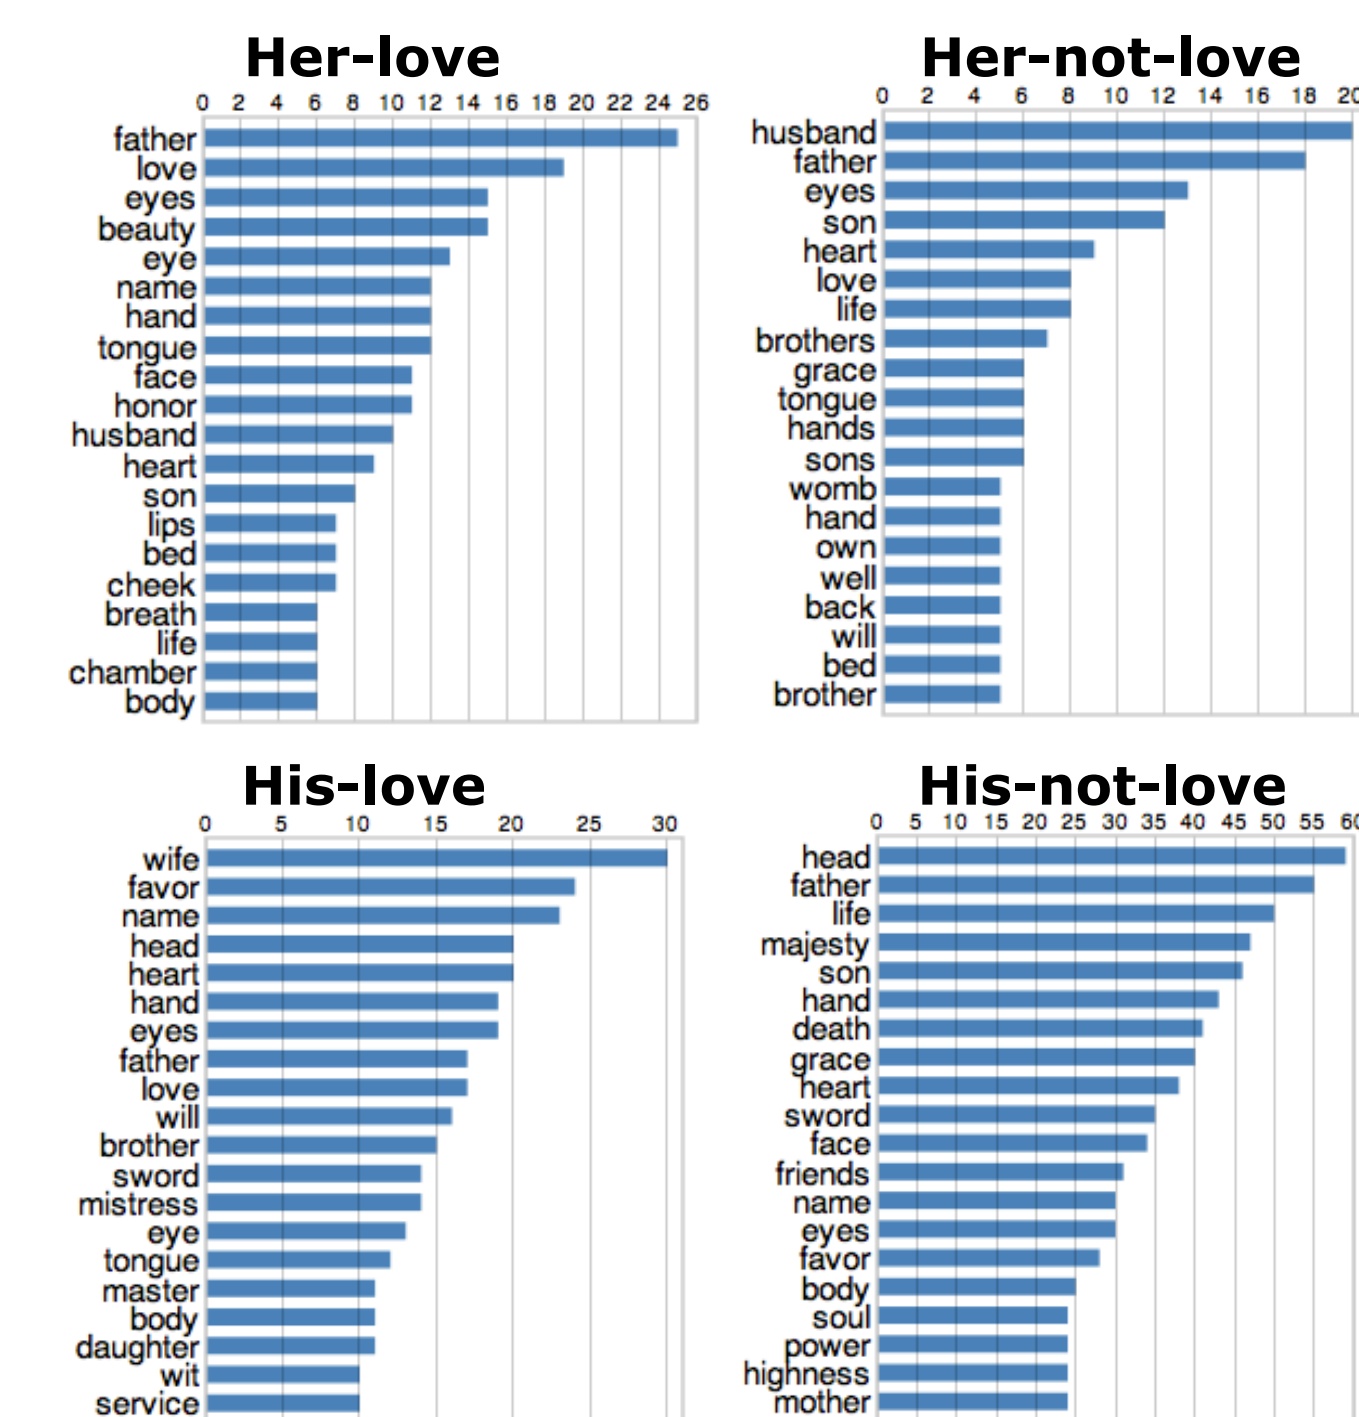 Her-love
0 2 4 6 8 10 12 14 16 18 20 22 24 26
father
love
eyes
beauty
eye
name
hand
tongue
face
honor
husband
heart
son
lips
bed
cheek
breath
life
chamber
body
Her-not-love
0 2 4 6 8 10 12 14 16 18 20
husband
father
eyes
son
heart
love
life
brothers
grace
tongue
hands
sons
womb
hand
own
well
back
will
bed
brother
His-love
0 5 10 15 20 25 30
wife
favor
name
head
heart
hand
eyes
father
love
will
brother
sword
mistress
eye
tongue
master
body
daughter
wit
service
His-not-love
0 5 10 15 20 25 30 35 40 45 50 55 60
head
father
life
majesty
son
hand
death
grace
heart
sword
face
friends
name
eyes
favor
body
soul
power
highness
mother